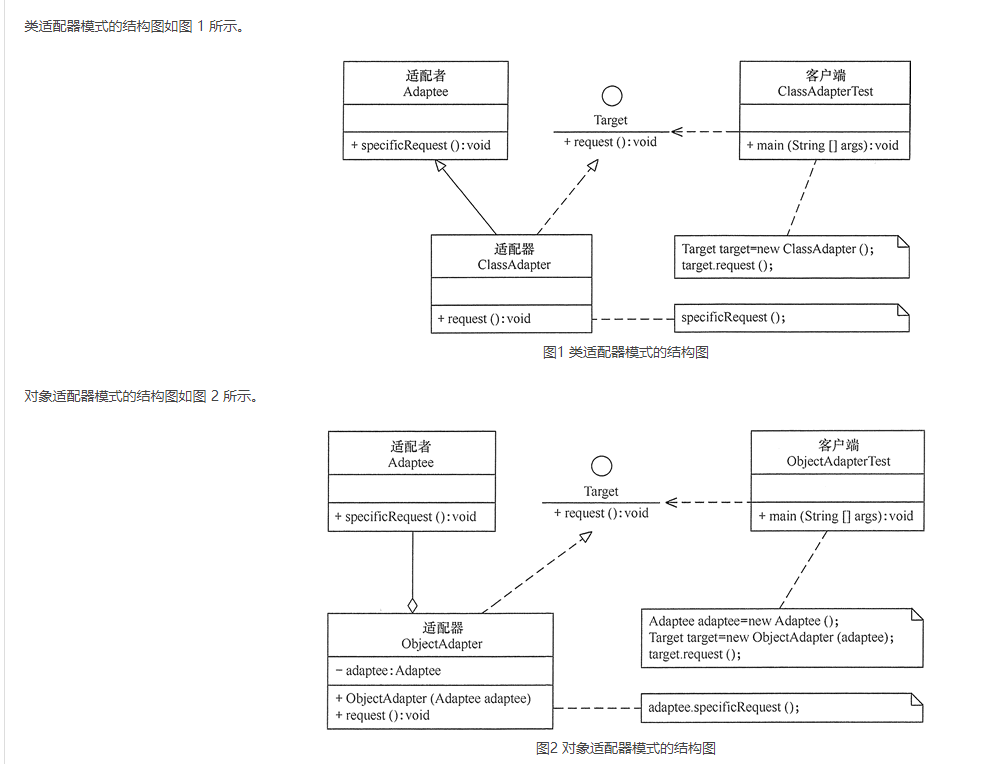 类适配器模式的结构图如图 1 所示。
适配者
Adaptee
+ specificRequest ():void
Target
+ request ():void
客户端
ClassAdapterTest
+ main (String [] args):void
适配器
ClassAdapter
+ request ():void
Target target=new ClassAdapter ();
target.request ();
specificRequest ();
图1 类适配器模式的结构图
对象适配器模式的结构图如图 2 所示。
适配者
Adaptee
+ specificRequest ():void
Target
+ request ():void
客户端
ObjectAdapterTest
+ main (String [] args):void
适配器
ObjectAdapter
− adaptee:Adaptee
+ ObjectAdapter (Adaptee adaptee)
+ request ():void
Adaptee adaptee=new Adaptee ();
Target target=new ObjectAdapter (adaptee);
target.request ();
adaptee.specificRequest ();
图2 对象适配器模式的结构图